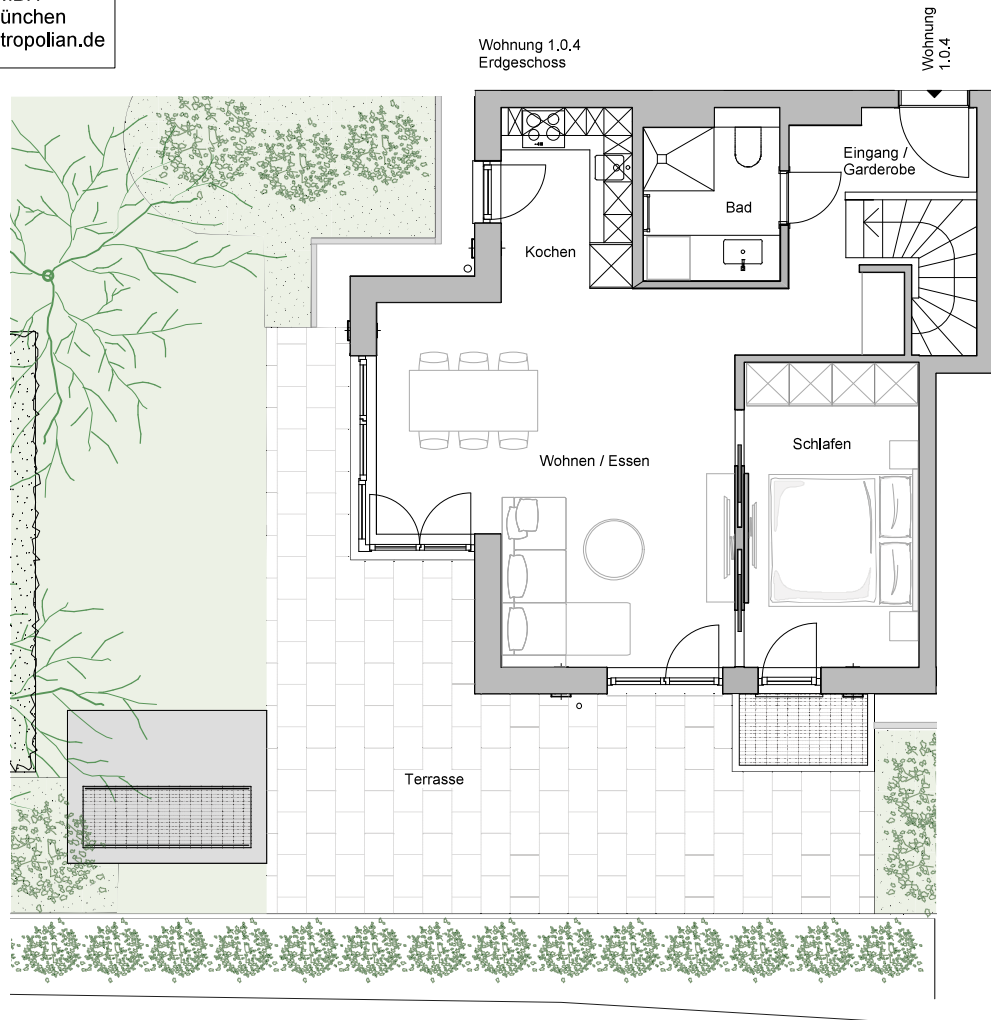 ünchen
tropolian.de
Wohnung 1.0.4
Erdgeschoss
Wohnung
1.0.4
Eingang /
Garderobe
Bad
Kochen
Schlafen
Wohnen / Essen
Terrasse